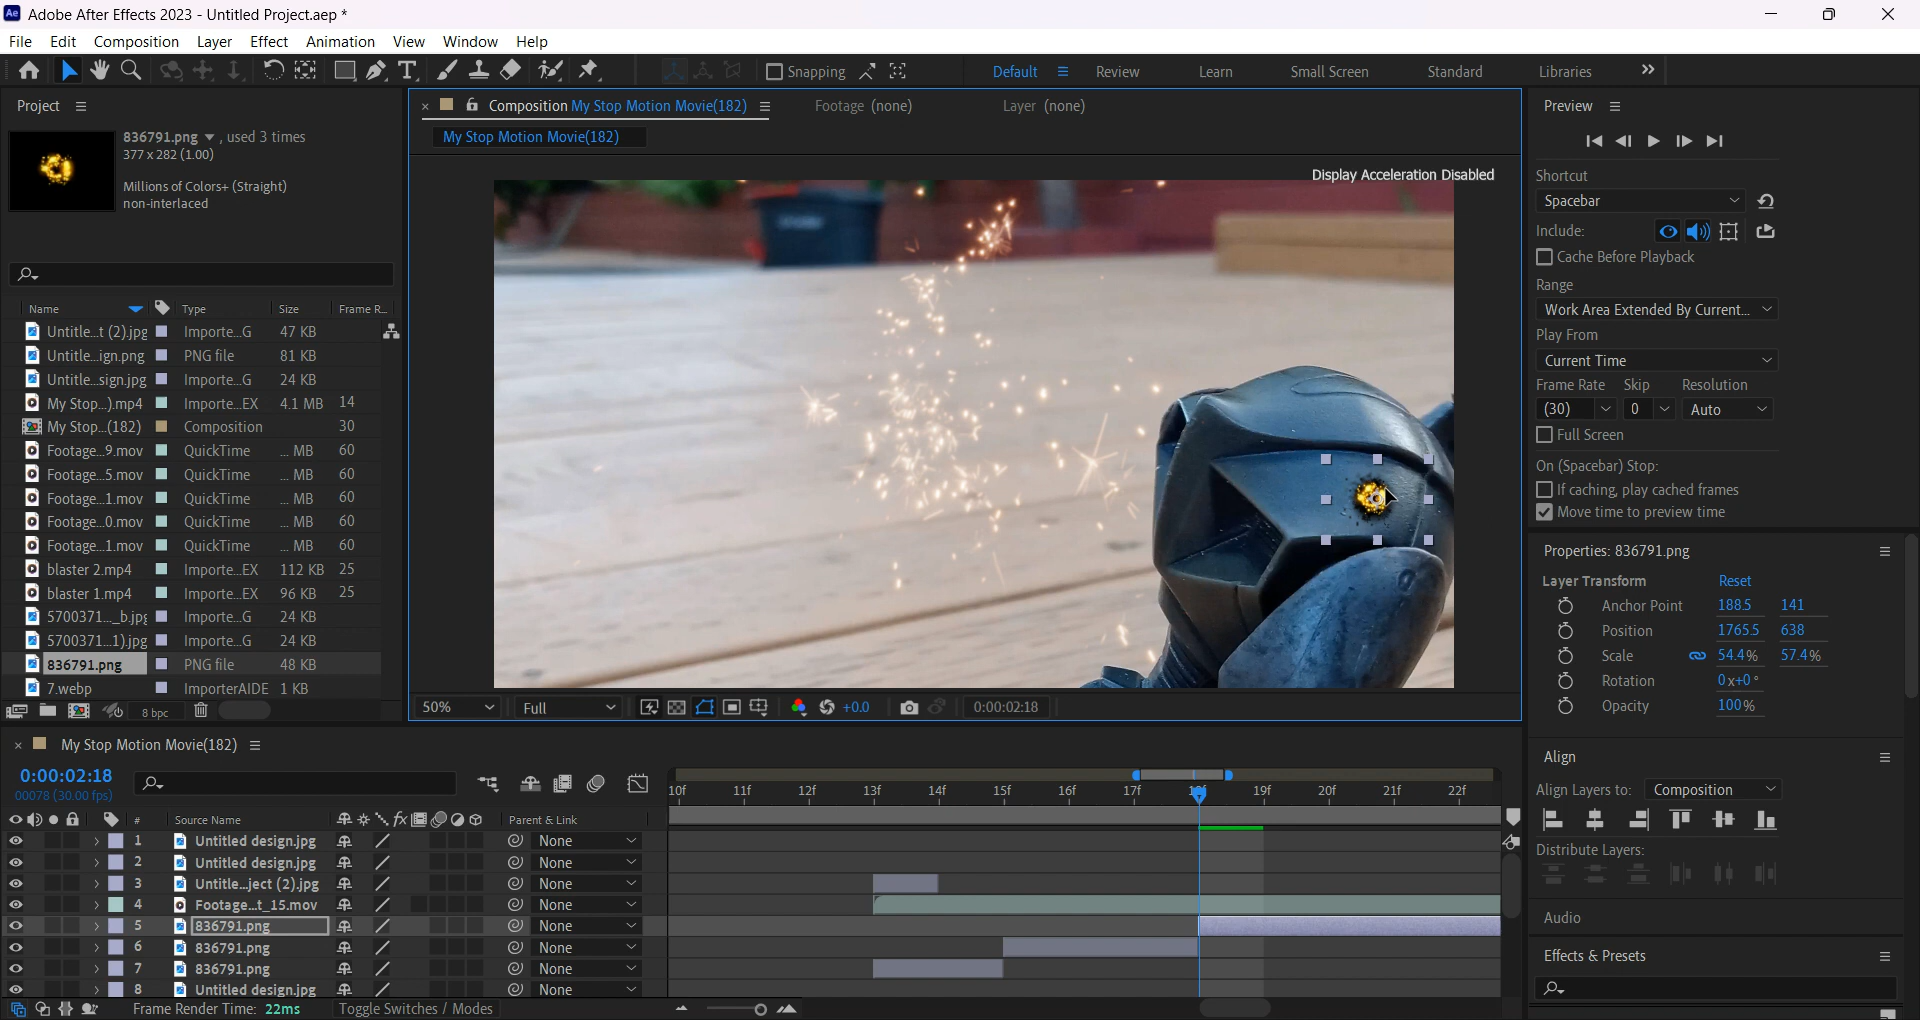 Adobe After Effects 2023 - Untitled Project.aep *
File Edit Composition Layer Effect Animation View Window Help
Snapping Default Review Learn Small Screen Standard Libraries
Project
836791.png , used 3 times
377 x 282 (1.00)
Millions of Colors+ (Straight)
non-interlaced
Name Type Size Frame R...
Untitle...t (2).jpg Importe...G 47 KB
Untitle...ign.png PNG file 81 KB
Untitle...sign.jpg Importe...G 24 KB
My Stop...).mp4 Importe...EX 4.1 MB 14
My Stop...(182) Composition 30
Footage...9.mov QuickTime ... MB 60
Footage...5.mov QuickTime ... MB 60
Footage...1.mov QuickTime ... MB 60
Footage...0.mov QuickTime ... MB 60
Footage...1.mov QuickTime ... MB 60
blaster 2.mp4 Importe...EX 112 KB 25
blaster 1.mp4 Importe...EX 96 KB 25
5700371..._b.jpg Importe...G 24 KB
5700371...1).jpg Importe...G 24 KB
836791.png PNG file 48 KB
7.webp ImporterAIDE 1 KB
8 bpc
Composition My Stop Motion Movie(182) Footage (none) Layer (none)
My Stop Motion Movie(182)
Display Acceleration Disabled
50% Full +0.0 0:00:02:18
Preview
Shortcut
Spacebar
Include:
Cache Before Playback
Range
Work Area Extended By Current...
Play From
Current Time
Frame Rate Skip Resolution
(30) 0 Auto
Full Screen
On (Spacebar) Stop:
If caching, play cached frames
Move time to preview time
Properties: 836791.png
Layer Transform Reset
Anchor Point 188.5 141
Position 1765.5 638
Scale 54.4% 57.4%
Rotation 0x+0°
Opacity 100%
Align
Align Layers to: Composition
Distribute Layers:
Audio
Effects & Presets
My Stop Motion Movie(182)
0:00:02:18
00078 (30.00 fps)
10f 11f 12f 13f 14f 15f 16f 17f 18f 19f 20f 21f 22f
# Source Name fx Parent & Link
1 Untitled design.jpg None
2 Untitled design.jpg None
3 Untitle...ject (2).jpg None
4 Footage...t_15.mov None
5 836791.png None
6 836791.png None
7 836791.png None
8 Untitled design.jpg None
Frame Render Time: 22ms Toggle Switches / Modes